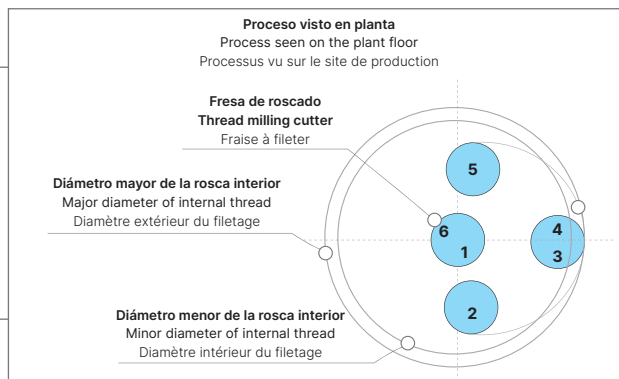 Proceso visto en planta
Process seen on the plant floor
Processus vu sur le site de production
Fresa de roscado
Thread milling cutter
Fraise à fileter
5
Diámetro mayor de la rosca interior
Major diameter of internal thread
Diamètre extérieur du filetage
6
1
4
3
2
Diámetro menor de la rosca interior
Minor diameter of internal thread
Diamètre intérieur du filetage